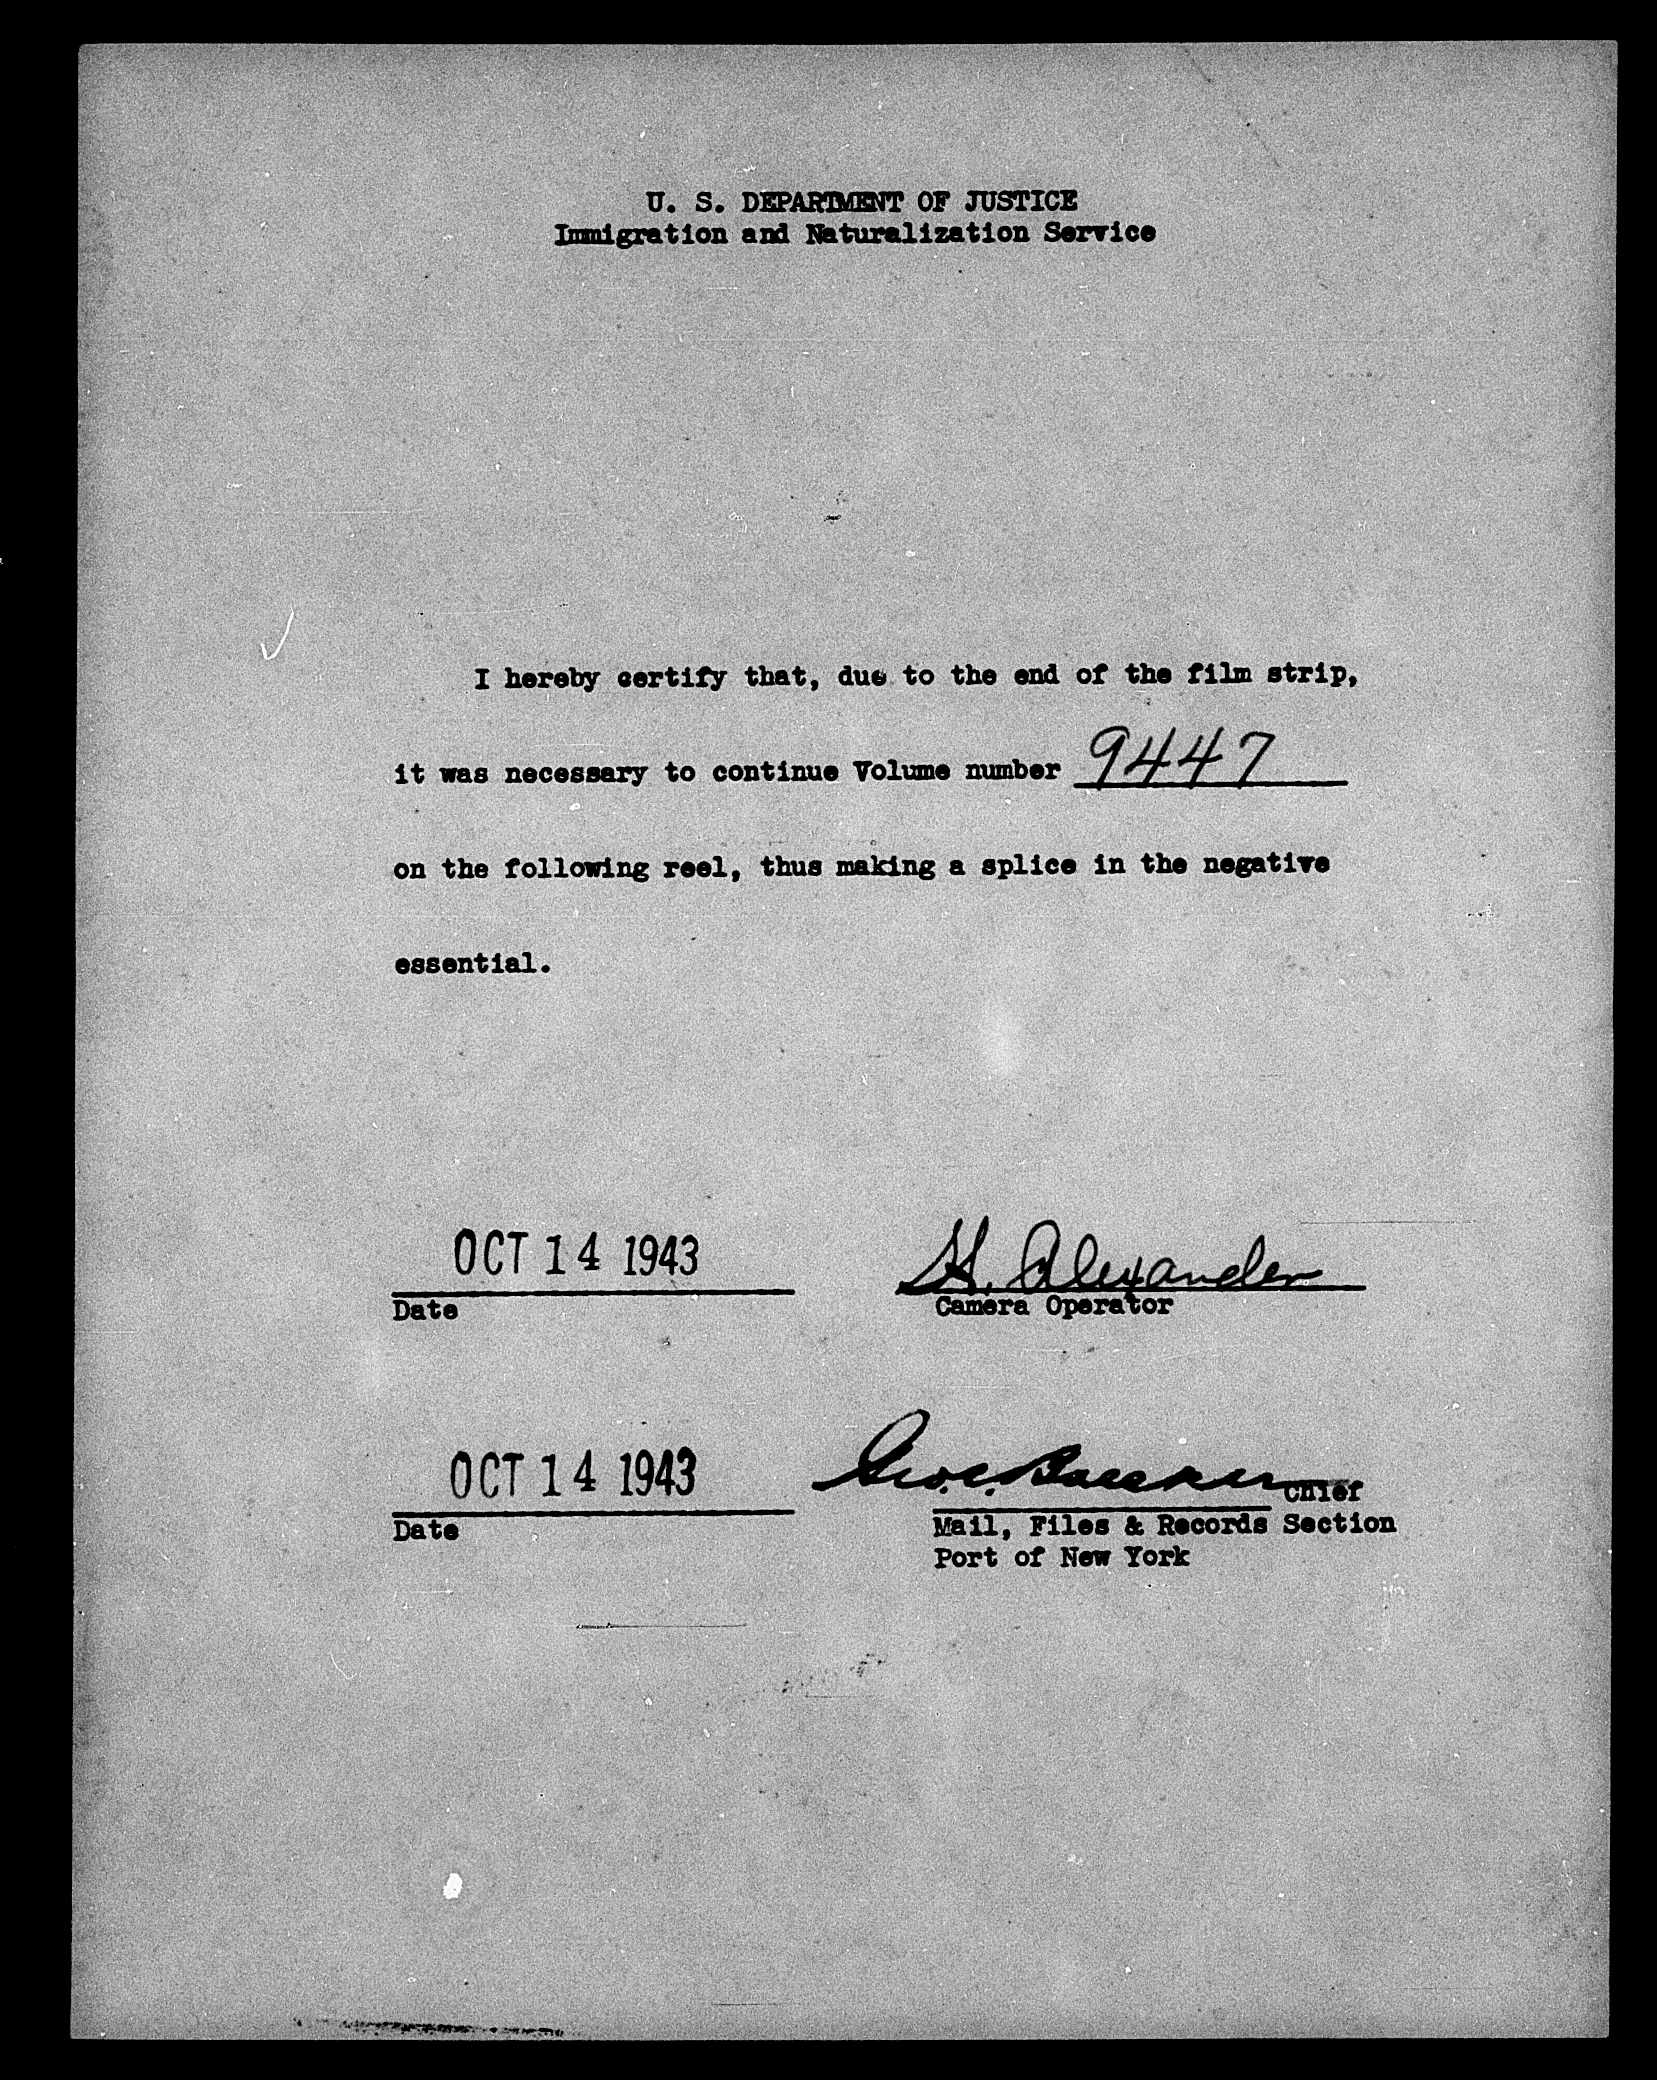 U. S. DEPARTMENT OF JUSTICE
Immigration and Naturalization Service
I hereby certify that, due to the end of the film strip,
it was necessary to continue Volume number 9447
on the following reel, thus making a splice in the negative
essential.
OCT 14 1943 H. Alexander
Date Camera Operator
OCT 14 1943 Chief
Date Mail, Files & Records Section
Port of New York